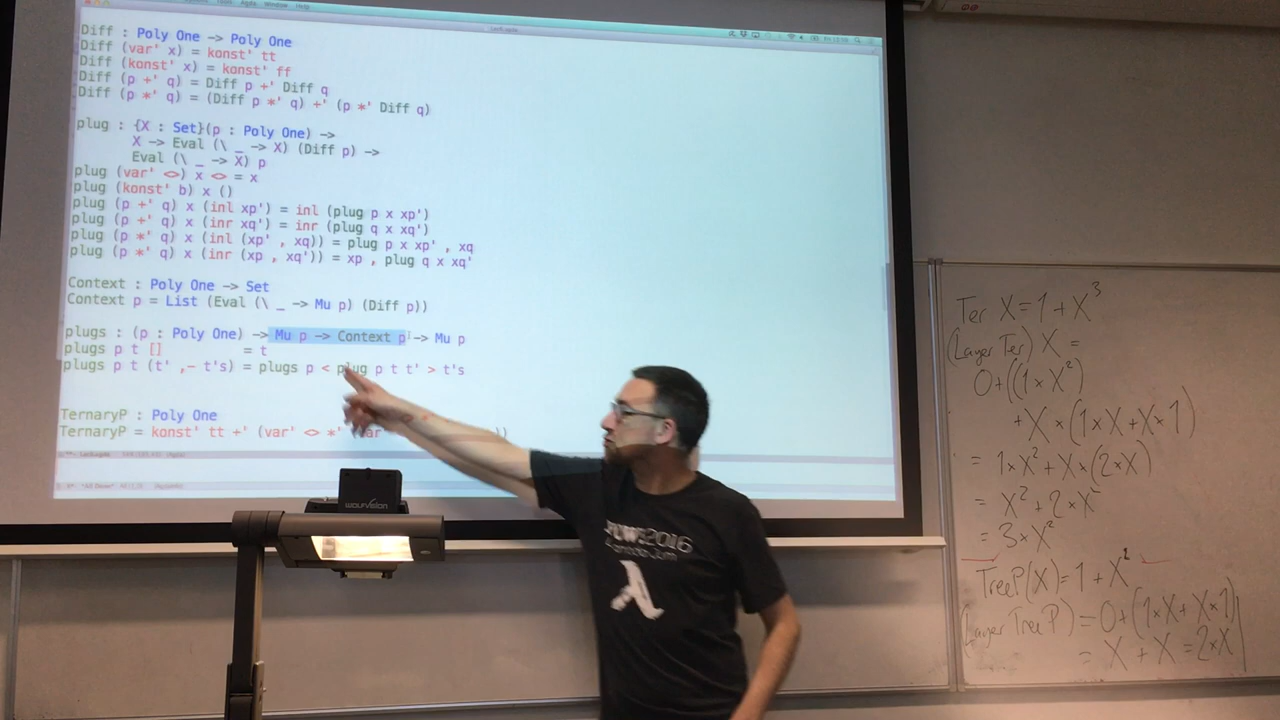 Diff : Poly One -> Poly One
Diff (var' x) = konst' tt
Diff (konst' x) = konst' ff
Diff (p +' q) = Diff p +' Diff q
Diff (p *' q) = (Diff p *' q) +' (p *' Diff q)
plug : {X : Set}(p : Poly One) ->
X -> Eval (\ _ -> X) (Diff p) ->
Eval (\ _ -> X) p
plug (var' <>) x <> = x
plug (konst' b) x ()
plug (p +' q) x (inl xp') = inl (plug p x xp')
plug (p +' q) x (inr xq') = inr (plug q x xq')
plug (p *' q) x (inl (xp' , xq)) = plug p x xp' , xq
plug (p *' q) x (inr (xp , xq')) = xp , plug q x xq'
Context : Poly One -> Set
Context p = List (Eval (\ _ -> Mu p) (Diff p))
plugs : (p : Poly One) -> Mu p -> Context p -> Mu p
plugs p t [] = t
plugs p t (t' ,- t's) = plugs p < plug p t t' > t's
TernaryP : Poly One
TernaryP = konst' tt +' (var' <> *'
wolfvision
2016
λ
Ter X = 1 + X³
(Layer Ter) X =
0 + ((1 × X²)
+ X × (1 × X + X × 1)
= 1 × X² + X × (2 × X)
= X² + 2 × X²
= 3 × X²
TreeP(X) = 1 + X²
(Layer TreeP) = 0 + (1 × X + X × 1)
= X + X = 2 × X